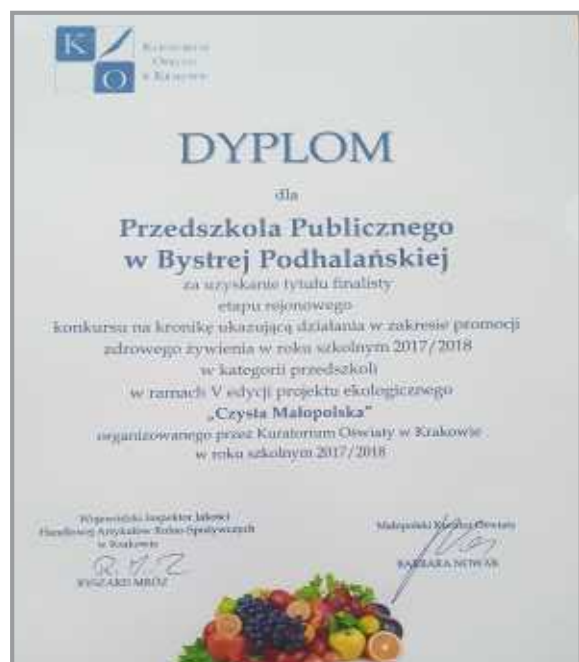 K
O
Kuratorium
Oświaty
w Krakowie
DYPLOM
dla
Przedszkola Publicznego
w Bystrej Podhalańskiej
za uzyskanie tytułu finalisty
etapu rejonowego
konkursu na kronikę ukazującą działania w zakresie promocji
zdrowego żywienia w roku szkolnym 2017/2018
w kategorii przedszkoli
w ramach V edycji projektu ekologicznego
„Czysta Małopolska”
organizowanego przez Kuratorium Oświaty w Krakowie
w roku szkolnym 2017/2018
Wojewódzki Inspektor Jakości
Handlowej Artykułów Rolno-Spożywczych
w Krakowie
RYSZARD MRÓZ
Małopolski Kurator Oświaty
BARBARA NOWAK